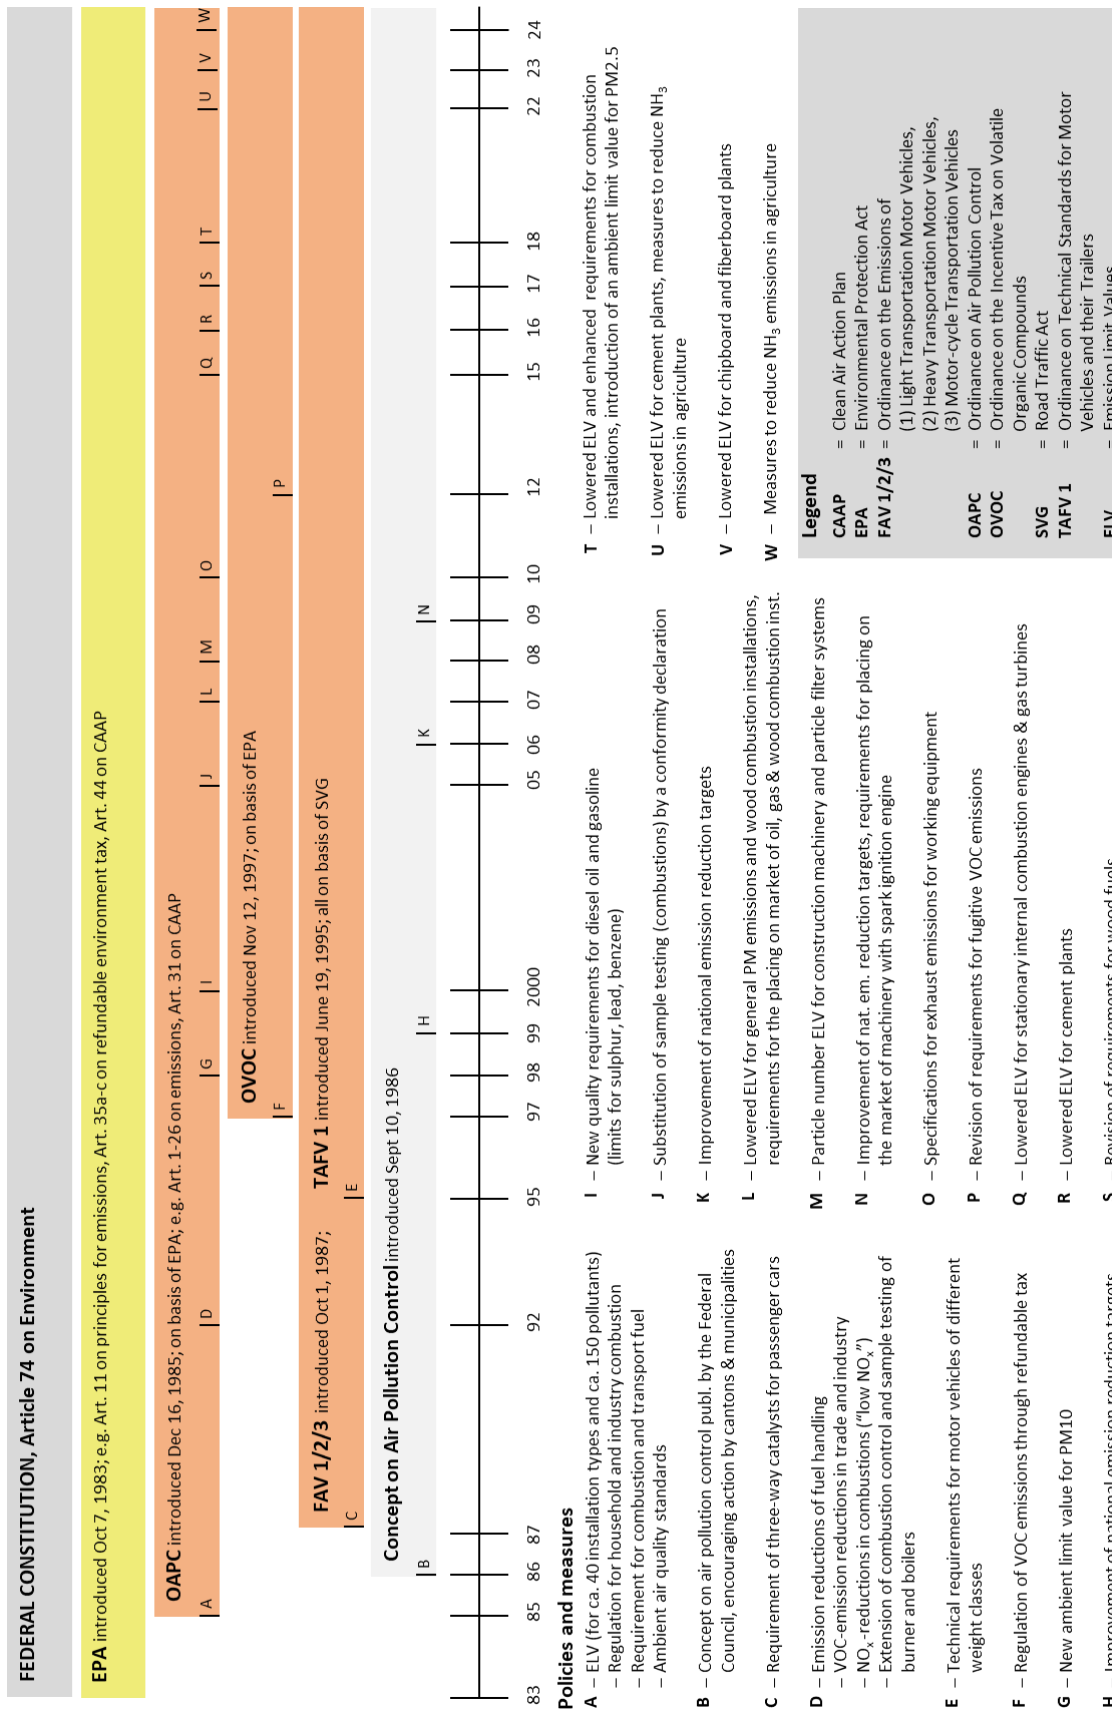 FEDERAL CONSTITUTION, Article 74 on Environment
EPA introduced Oct 7, 1983; e.g. Art. 11 on principles for emissions, Art. 35a-c on refundable environment tax, Art. 44 on CAAP
OAPC introduced Dec 16, 1985; on basis of EPA; e.g. Art. 1-26 on emissions, Art. 31 on CAAP
A D G I J L M O Q R S T U V W
OVOC introduced Nov 12, 1997; on basis of EPA
F P
FAV 1/2/3 introduced Oct 1, 1987; TAFV 1 introduced June 19, 1995; all on basis of SVG
C E
Concept on Air Pollution Control introduced Sept 10, 1986
B H K N
83 85 86 87 92 95 97 98 99 2000 05 06 07 08 09 10 12 15 16 17 18 22 23 24
Policies and measures
A – ELV (for ca. 40 installation types and ca. 150 pollutants)
– Regulation for household and industry combustion
– Requirement for combustion and transport fuel
– Ambient air quality standards
B – Concept on air pollution control publ. by the Federal
Council, encouraging action by cantons & municipalities
C – Requirement of three-way catalysts for passenger cars
D – Emission reductions of fuel handling
– VOC-emission reductions in trade and industry
– NOx-reductions in combustions (“low NOx”)
– Extension of combustion control and sample testing of
burner and boilers
E – Technical requirements for motor vehicles of different
weight classes
F – Regulation of VOC emissions through refundable tax
G – New ambient limit value for PM10
H – Improvement of national emission reduction targets
I – New quality requirements for diesel oil and gasoline
(limits for sulphur, lead, benzene)
J – Substitution of sample testing (combustions) by a conformity declaration
K – Improvement of national emission reduction targets
L – Lowered ELV for general PM emissions and wood combustion installations,
requirements for the placing on market of oil, gas & wood combustion inst.
M – Particle number ELV for construction machinery and particle filter systems
N – Improvement of nat. em. reduction targets, requirements for placing on
the market of machinery with spark ignition engine
O – Specifications for exhaust emissions for working equipment
P – Revision of requirements for fugitive VOC emissions
Q – Lowered ELV for stationary internal combustion engines & gas turbines
R – Lowered ELV for cement plants
S – Revision of requirements for wood fuels
T – Lowered ELV and enhanced requirements for combustion
installations, introduction of an ambient limit value for PM2.5
U – Lowered ELV for cement plants, measures to reduce NH3
emissions in agriculture
V – Lowered ELV for chipboard and fiberboard plants
W – Measures to reduce NH3 emissions in agriculture
Legend
CAAP = Clean Air Action Plan
EPA = Environmental Protection Act
FAV 1/2/3 = Ordinance on the Emissions of
(1) Light Transportation Motor Vehicles,
(2) Heavy Transportation Motor Vehicles,
(3) Motor-cycle Transportation Vehicles
OAPC = Ordinance on Air Pollution Control
OVOC = Ordinance on the Incentive Tax on Volatile
Organic Compounds
SVG = Road Traffic Act
TAFV 1 = Ordinance on Technical Standards for Motor
Vehicles and their Trailers
ELV = Emission Limit Values